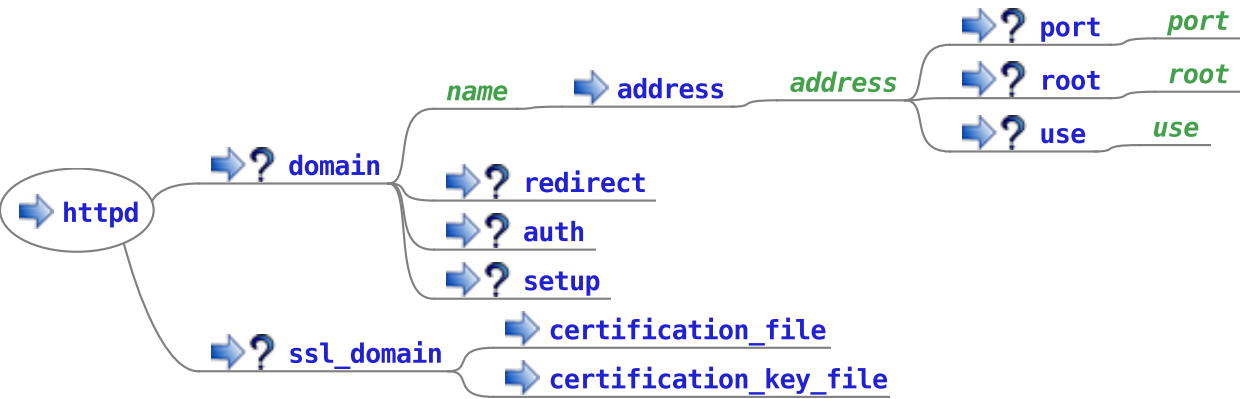 httpd
domain
name
address
address
port
port
root
root
use
use
redirect
auth
setup
ssl_domain
certification_file
certification_key_file